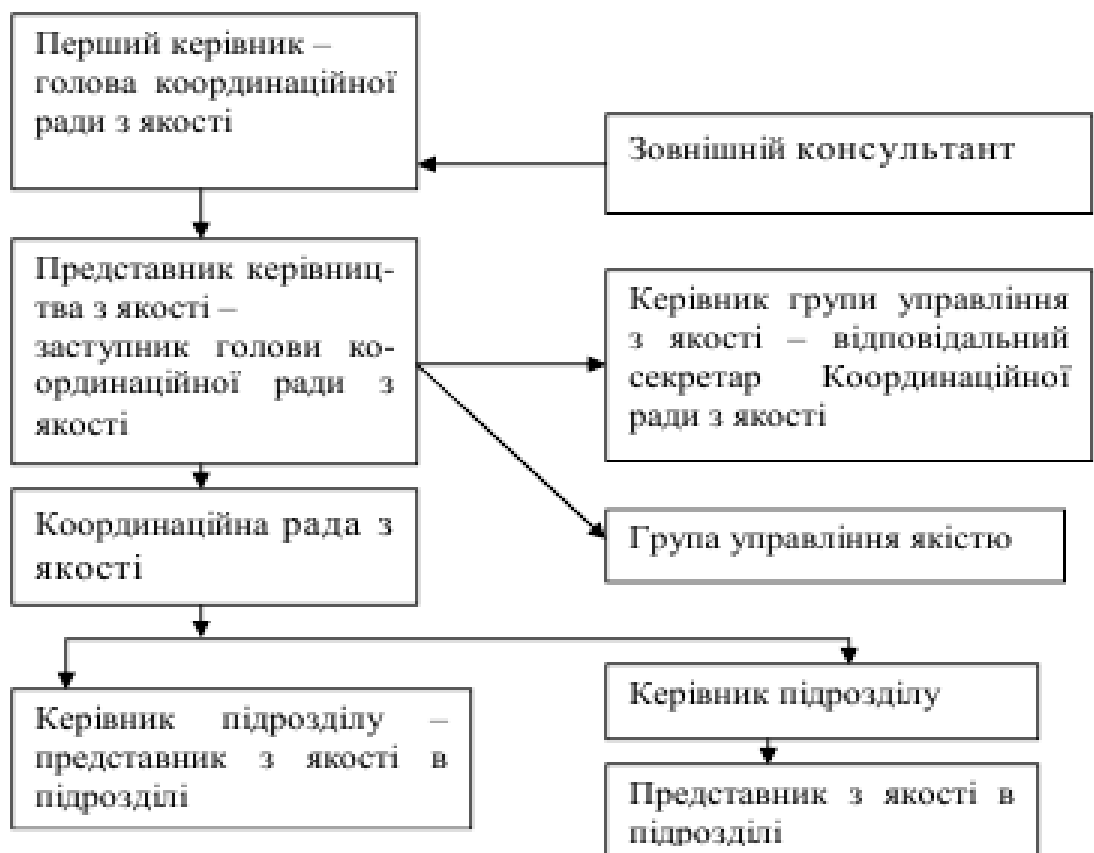 Перший керівник –
голова координаційної
ради з якості
Зовнішній консультант
Представник керівниц-
тва з якості –
заступник голови ко-
ординаційної ради з
якості
Керівник групи управління
з якості – відповідальний
секретар Координаційної
ради з якості
Координаційна рада з
якості
Група управління якістю
Керівник підрозділу –
представник з якості в
підрозділі
Керівник підрозділу
Представник з якості в
підрозділі